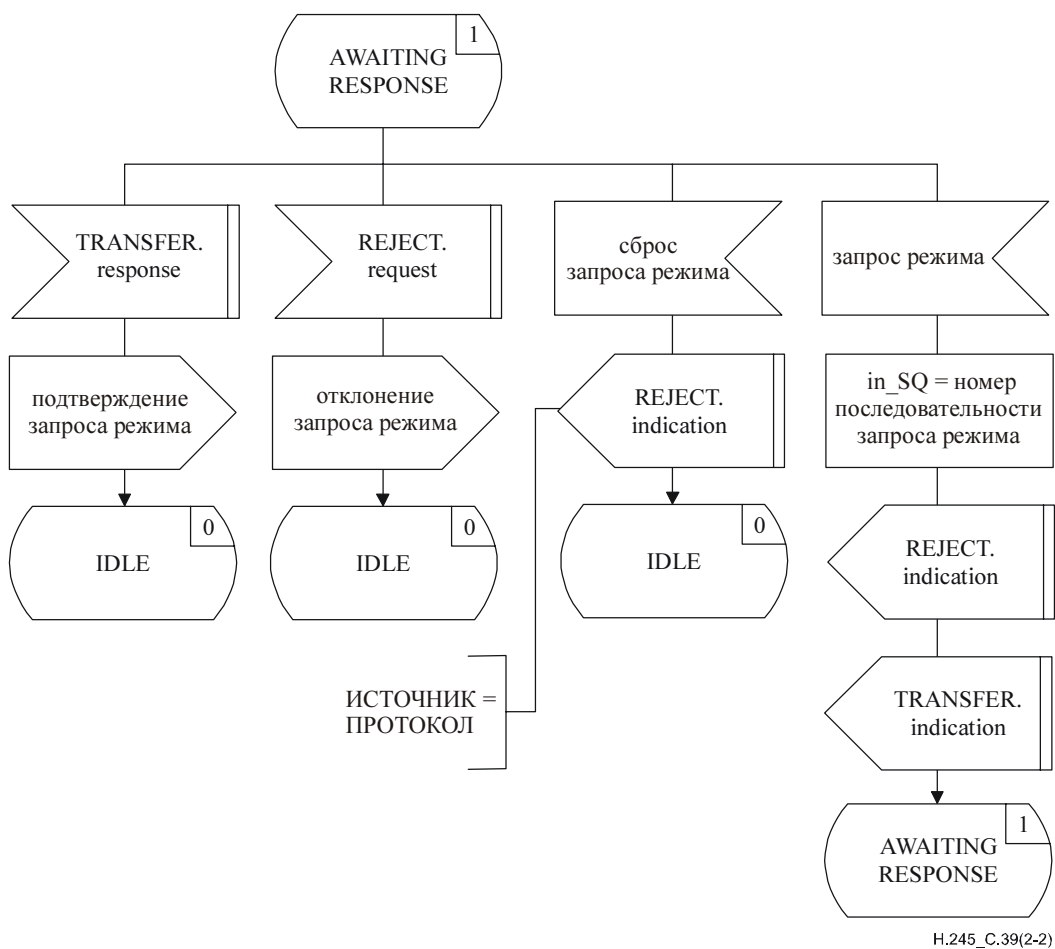 1
AWAITING
RESPONSE
TRANSFER.
response
REJECT.
request
сброс
запроса режима
запрос режима
подтверждение
запроса режима
отклонение
запроса режима
REJECT.
indication
in_SQ = номер
последовательности
запроса режима
0
IDLE
0
IDLE
0
IDLE
REJECT.
indication
ИСТОЧНИК =
ПРОТОКОЛ
TRANSFER.
indication
1
AWAITING
RESPONSE
H.245_C.39(2-2)